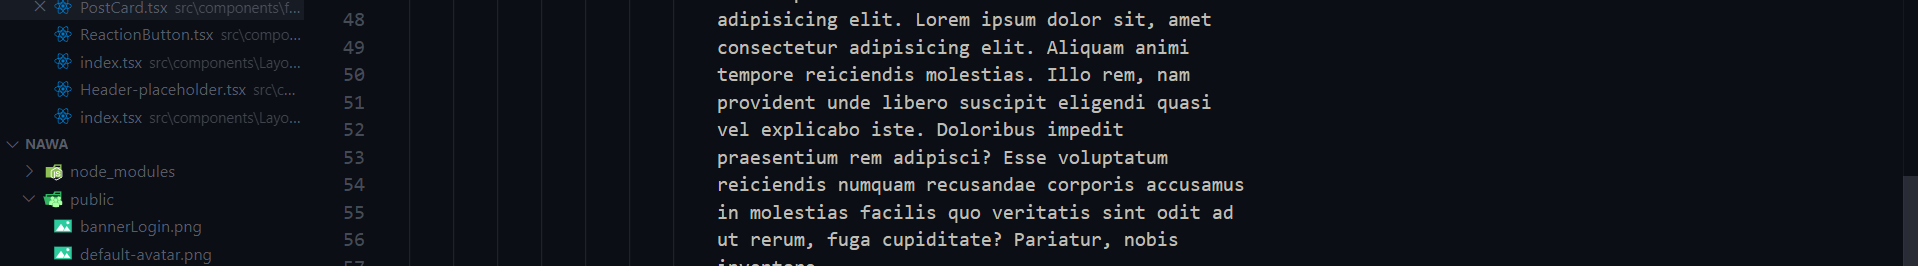 PostCard.tsx src\components\f...
ReactionButton.tsx src\compo...
index.tsx src\components\Layo...
Header-placeholder.tsx src\c...
index.tsx src\components\Layo...
NAWA
node_modules
public
bannerLogin.png
default-avatar.png
48 adipisicing elit. Lorem ipsum dolor sit, amet
49 consectetur adipisicing elit. Aliquam animi
50 tempore reiciendis molestias. Illo rem, nam
51 provident unde libero suscipit eligendi quasi
52 vel explicabo iste. Doloribus impedit
53 praesentium rem adipisci? Esse voluptatum
54 reiciendis numquam recusandae corporis accusamus
55 in molestias facilis quo veritatis sint odit ad
56 ut rerum, fuga cupiditate? Pariatur, nobis
57